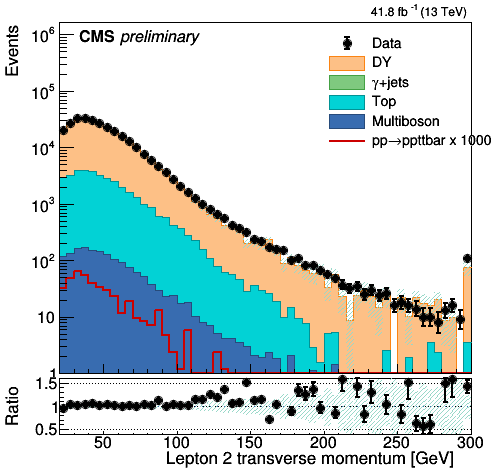 41.8 fb⁻¹ (13 TeV)
CMS preliminary
Events
10⁶
10⁵
10⁴
10³
10²
10
1
Data
DY
γ+jets
Top
Multiboson
pp→ppttbar x 1000
Ratio
1.5
1
0.5
50 100 150 200 250 300
Lepton 2 transverse momentum [GeV]